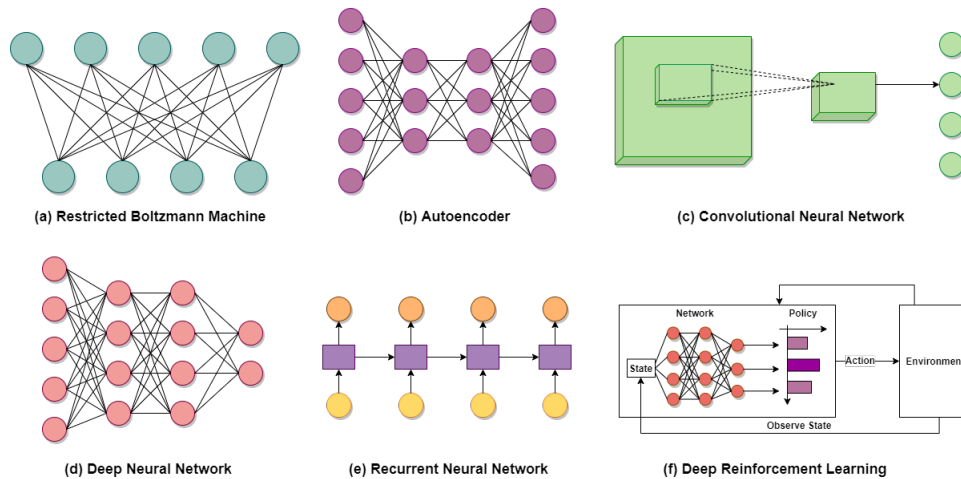 (a) Restricted Boltzmann Machine
(b) Autoencoder
(c) Convolutional Neural Network
Network
Policy
State
Action
Environment
Observe State
(d) Deep Neural Network
(e) Recurrent Neural Network
(f) Deep Reinforcement Learning